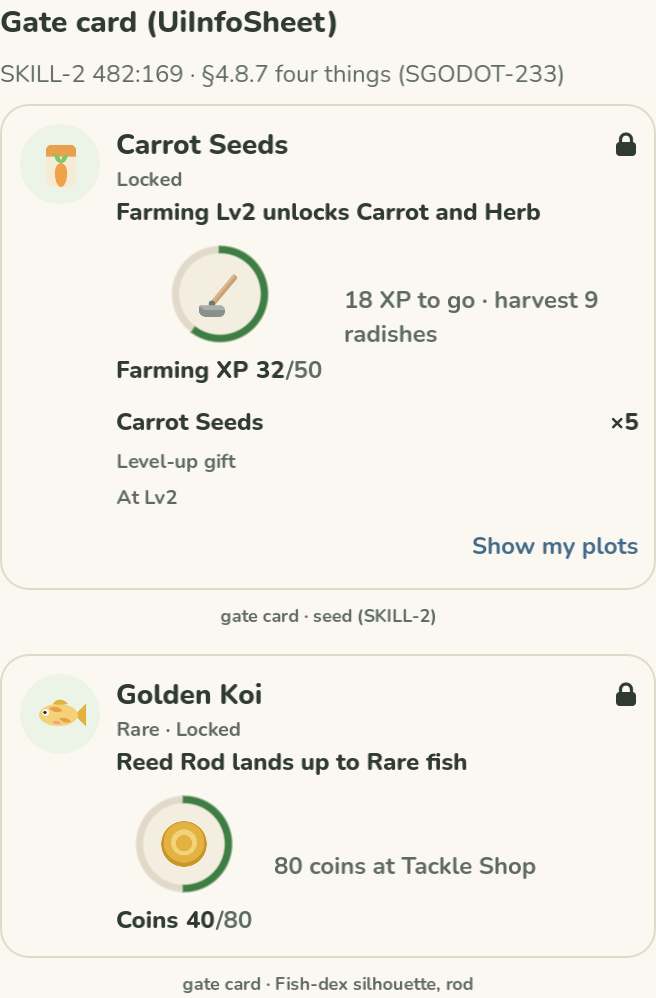 Gate card (UiInfoSheet)
SKILL-2 482:169 · §4.8.7 four things (SGODOT-233)
Carrot Seeds
Locked
Farming Lv2 unlocks Carrot and Herb
18 XP to go · harvest 9
radishes
Farming XP 32/50
Carrot Seeds ×5
Level-up gift
At Lv2
Show my plots
gate card · seed (SKILL-2)
Golden Koi
Rare · Locked
Reed Rod lands up to Rare fish
80 coins at Tackle Shop
Coins 40/80
gate card · Fish-dex silhouette, rod